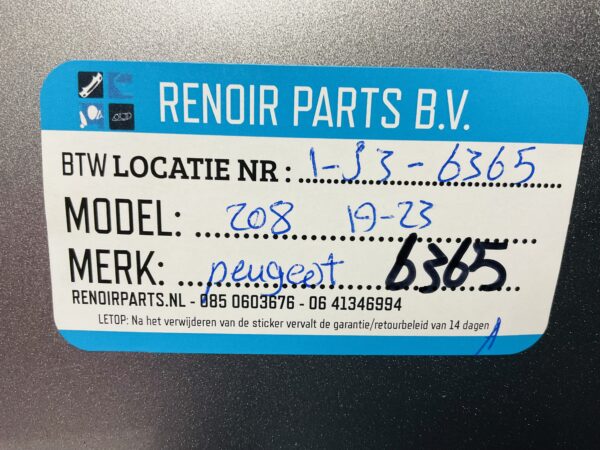 RENOIR PARTS B.V.
BTW LOCATIE NR : 1-J3-6365
MODEL: 208 19-23
MERK: peugeot 6365
RENOIRPARTS.NL - 085 0603676 - 06 41346994
LETOP: Na het verwijderen van de sticker vervalt de garantie/retourbeleid van 14 dagen
A